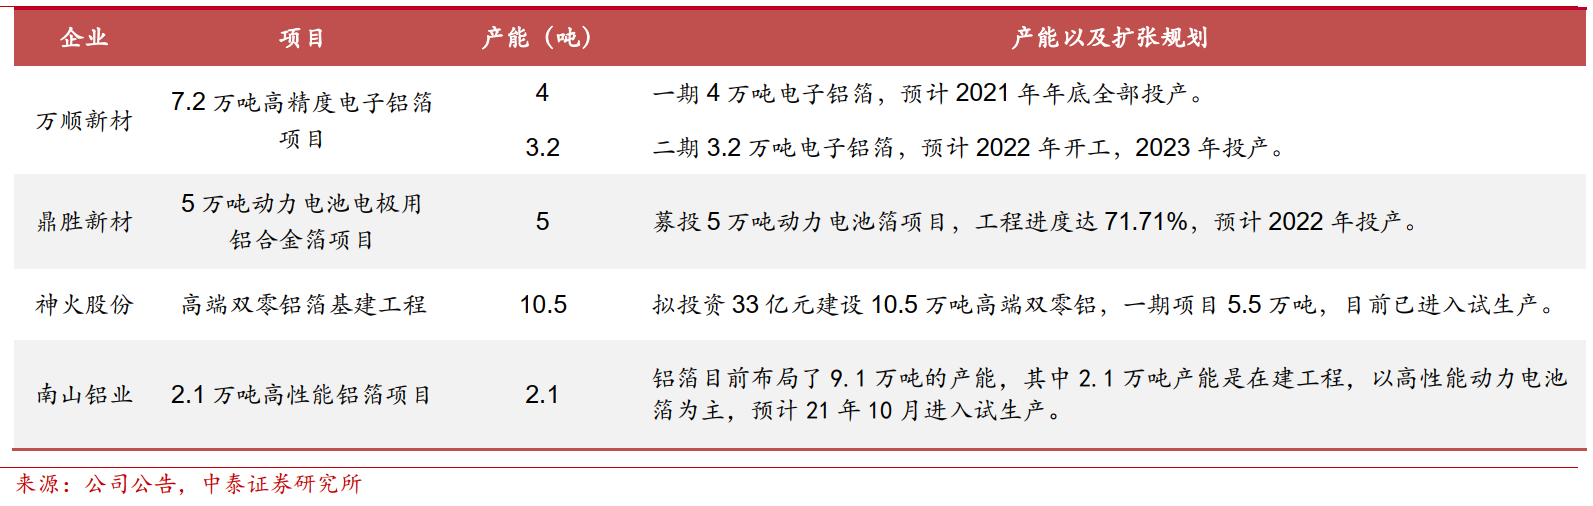 企业 项目 产能（吨） 产能以及扩张规划
万顺新材 7.2 万吨高精度电子铝箔 4 一期 4 万吨电子铝箔，预计 2021 年年底全部投产。
项目 3.2 二期 3.2 万吨电子铝箔，预计 2022 年开工，2023 年投产。
鼎胜新材 5 万吨动力电池电极用 5 募投 5 万吨动力电池箔项目，工程进度达 71.71%，预计 2022 年投产。
铝合金箔项目
神火股份 高端双零铝箔基建工程 10.5 拟投资 33 亿元建设 10.5 万吨高端双零铝，一期项目 5.5 万吨，目前已进入试生产。
南山铝业 2.1 万吨高性能铝箔项目 2.1 铝箔目前布局了 9.1 万吨的产能，其中 2.1 万吨产能是在建工程，以高性能动力电池
箔为主，预计 21 年 10 月进入试生产。
来源：公司公告，中泰证券研究所